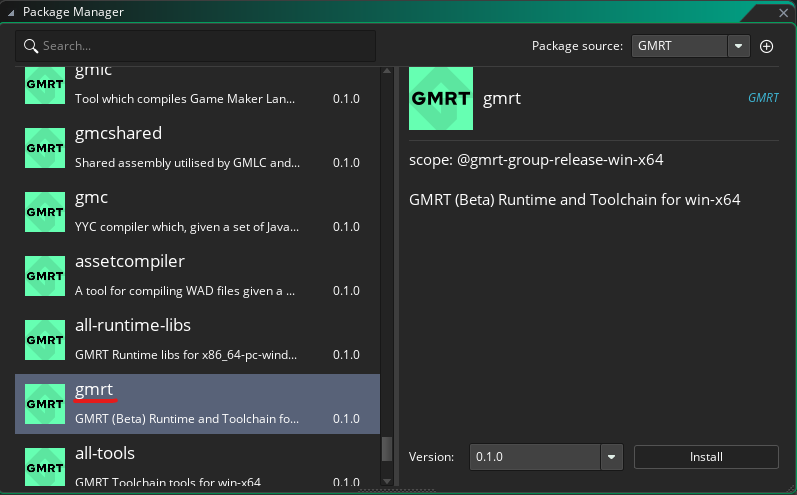 Package Manager
Search...
Package source: GMRT
GMRT
gmlc
Tool which compiles Game Maker Lan... 0.1.0
GMRT
gmcshared
Shared assembly utilised by GMLC and... 0.1.0
GMRT
gmc
YYC compiler which, given a set of Java... 0.1.0
GMRT
assetcompiler
A tool for compiling WAD files given a ... 0.1.0
GMRT
all-runtime-libs
GMRT Runtime libs for x86_64-pc-wind... 0.1.0
GMRT
gmrt
GMRT (Beta) Runtime and Toolchain fo... 0.1.0
GMRT
all-tools
GMRT Toolchain tools for win-x64 0.1.0
GMRT
gmrt
GMRT
scope: @gmrt-group-release-win-x64
GMRT (Beta) Runtime and Toolchain for win-x64
Version: 0.1.0
Install